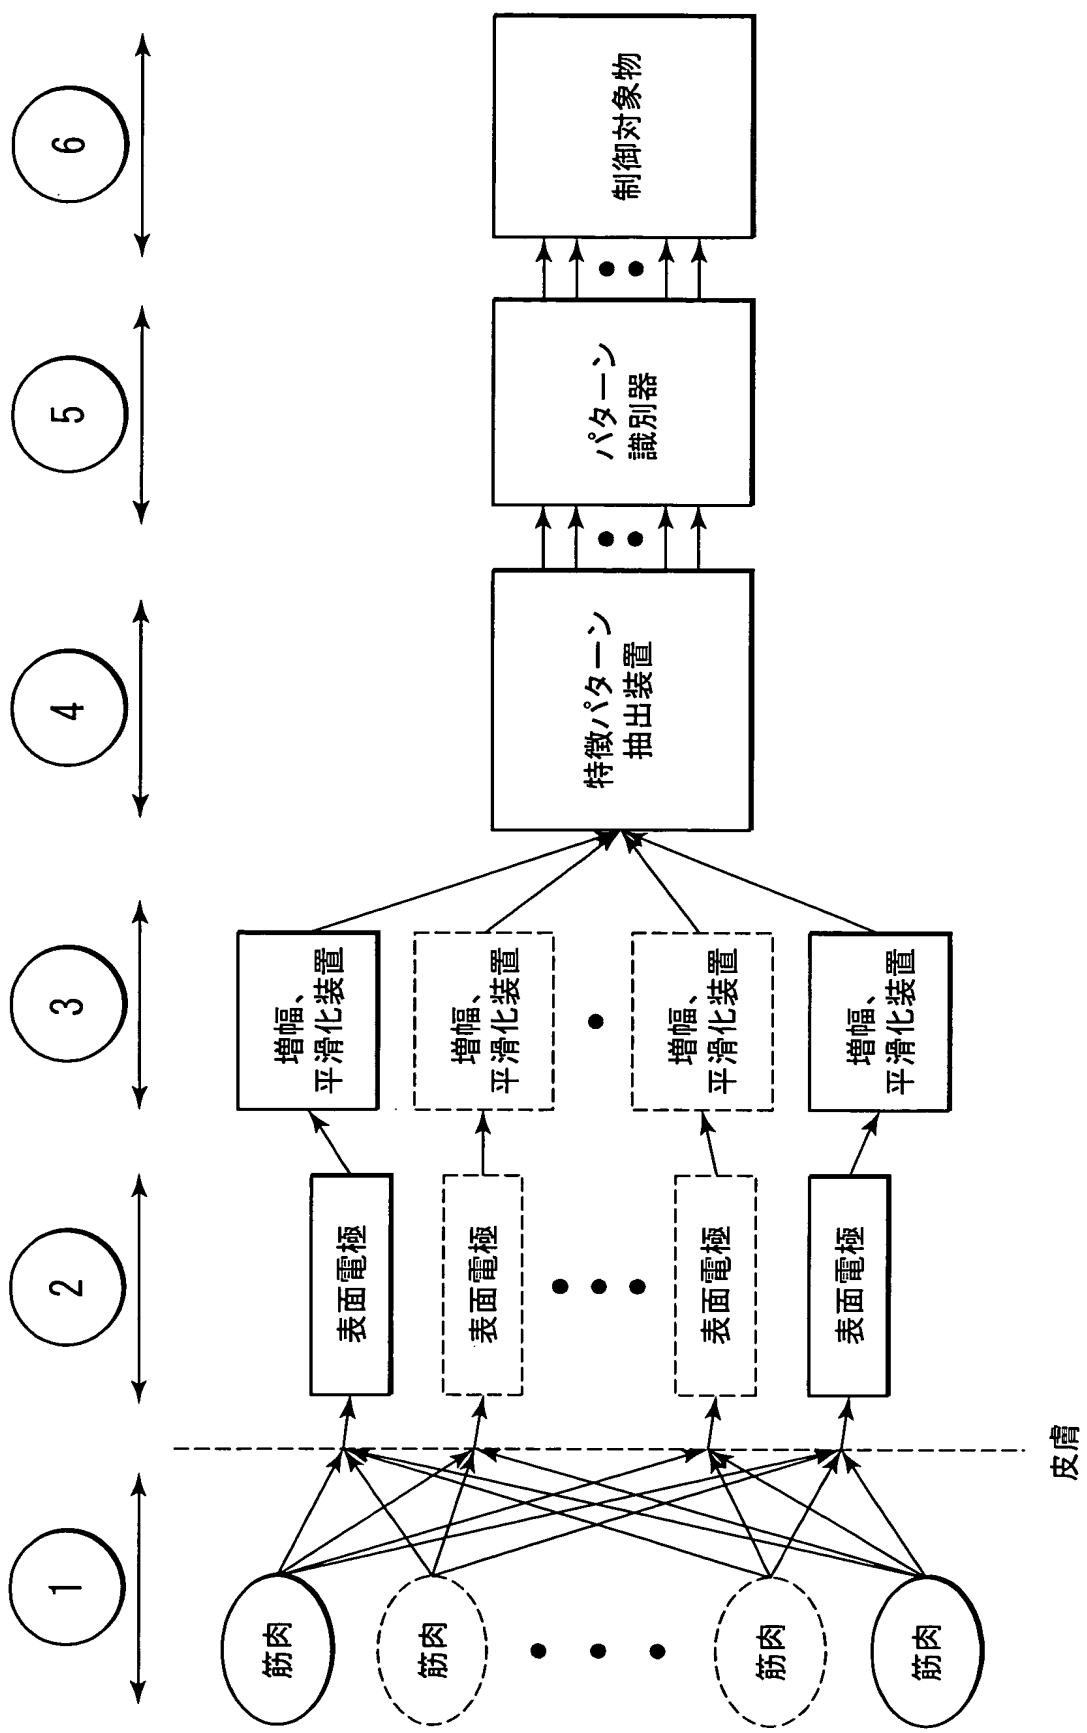 1
2
3
4
5
6
筋肉
筋肉
筋肉
筋肉
皮膚
表面電極
表面電極
表面電極
表面電極
増幅、
平滑化装置
増幅、
平滑化装置
増幅、
平滑化装置
増幅、
平滑化装置
特徴パターン
抽出装置
パターン
識別器
制御対象物